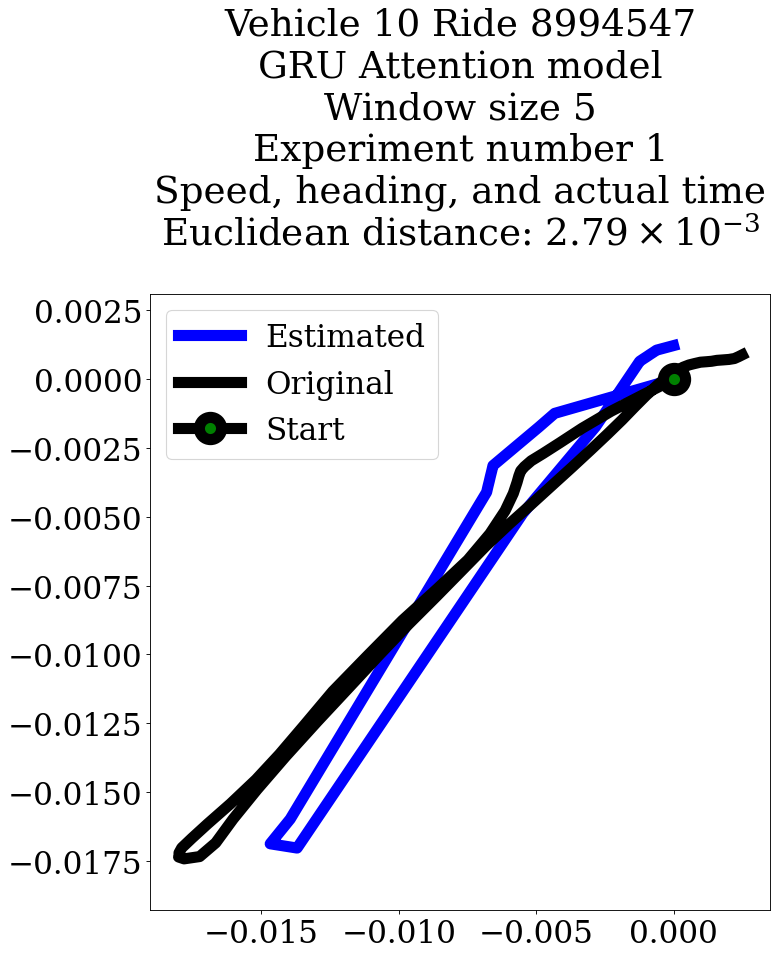 Vehicle 10 Ride 8994547
GRU Attention model
Window size 5
Experiment number 1
Speed, heading, and actual time
Euclidean distance: 2.79 × 10⁻³
Estimated
Original
Start
0.0025
0.0000
−0.0025
−0.0050
−0.0075
−0.0100
−0.0125
−0.0150
−0.0175
−0.015 −0.010 −0.005 0.000